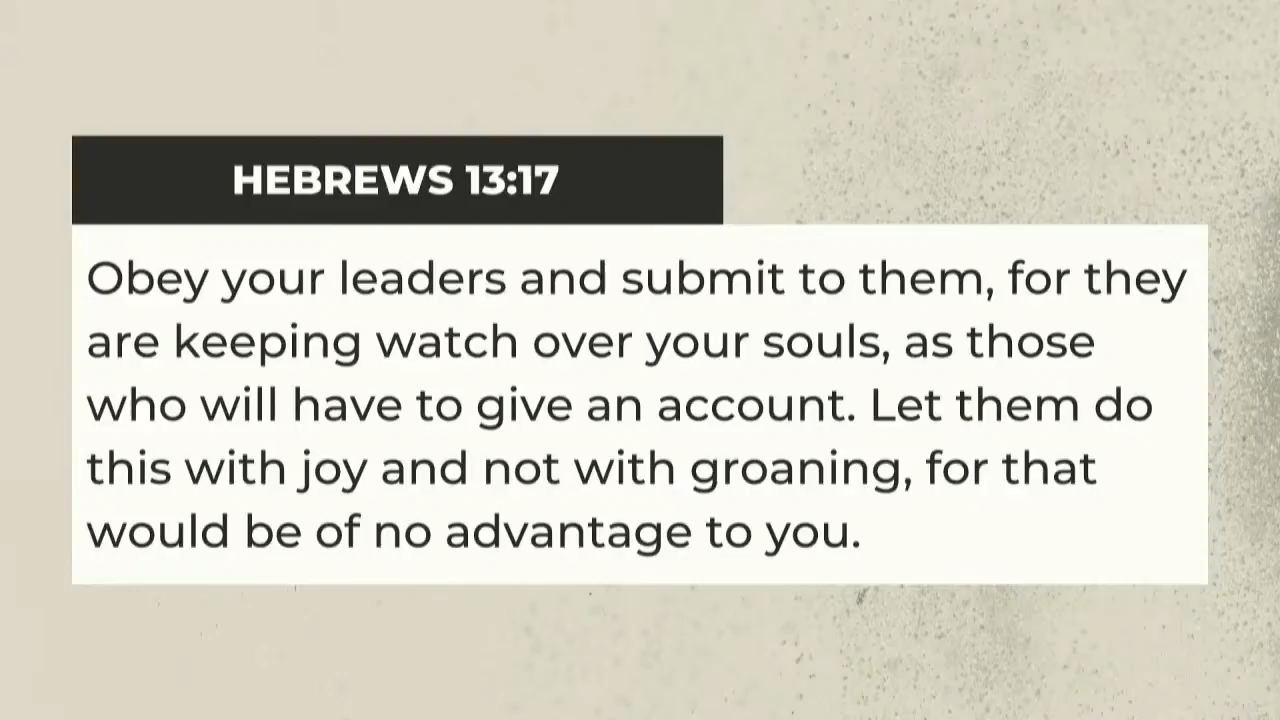 HEBREWS 13:17
Obey your leaders and submit to them, for they
are keeping watch over your souls, as those
who will have to give an account. Let them do
this with joy and not with groaning, for that
would be of no advantage to you.